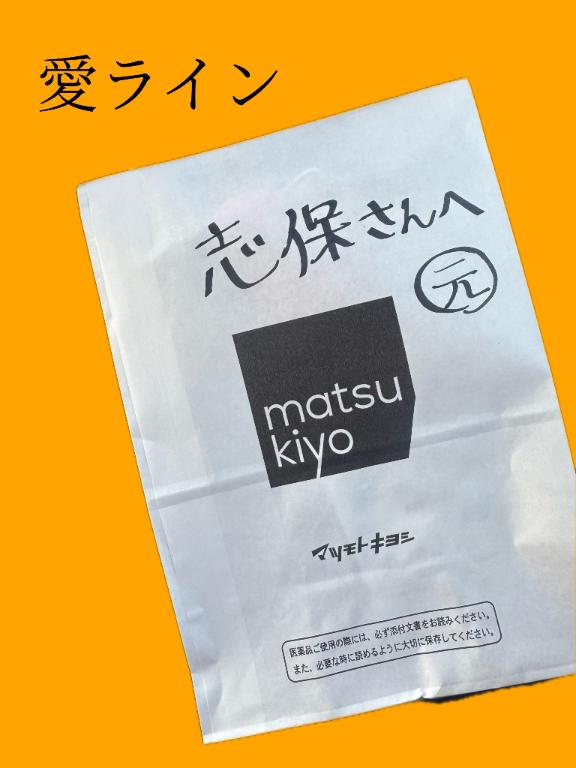 愛ライン
志保さんへ
元
matsu
kiyo
マツモトキヨシ
医薬品ご使用の際には、必ず添付文書をお読みください。
また、必要な時に読めるように大切に保存してください。